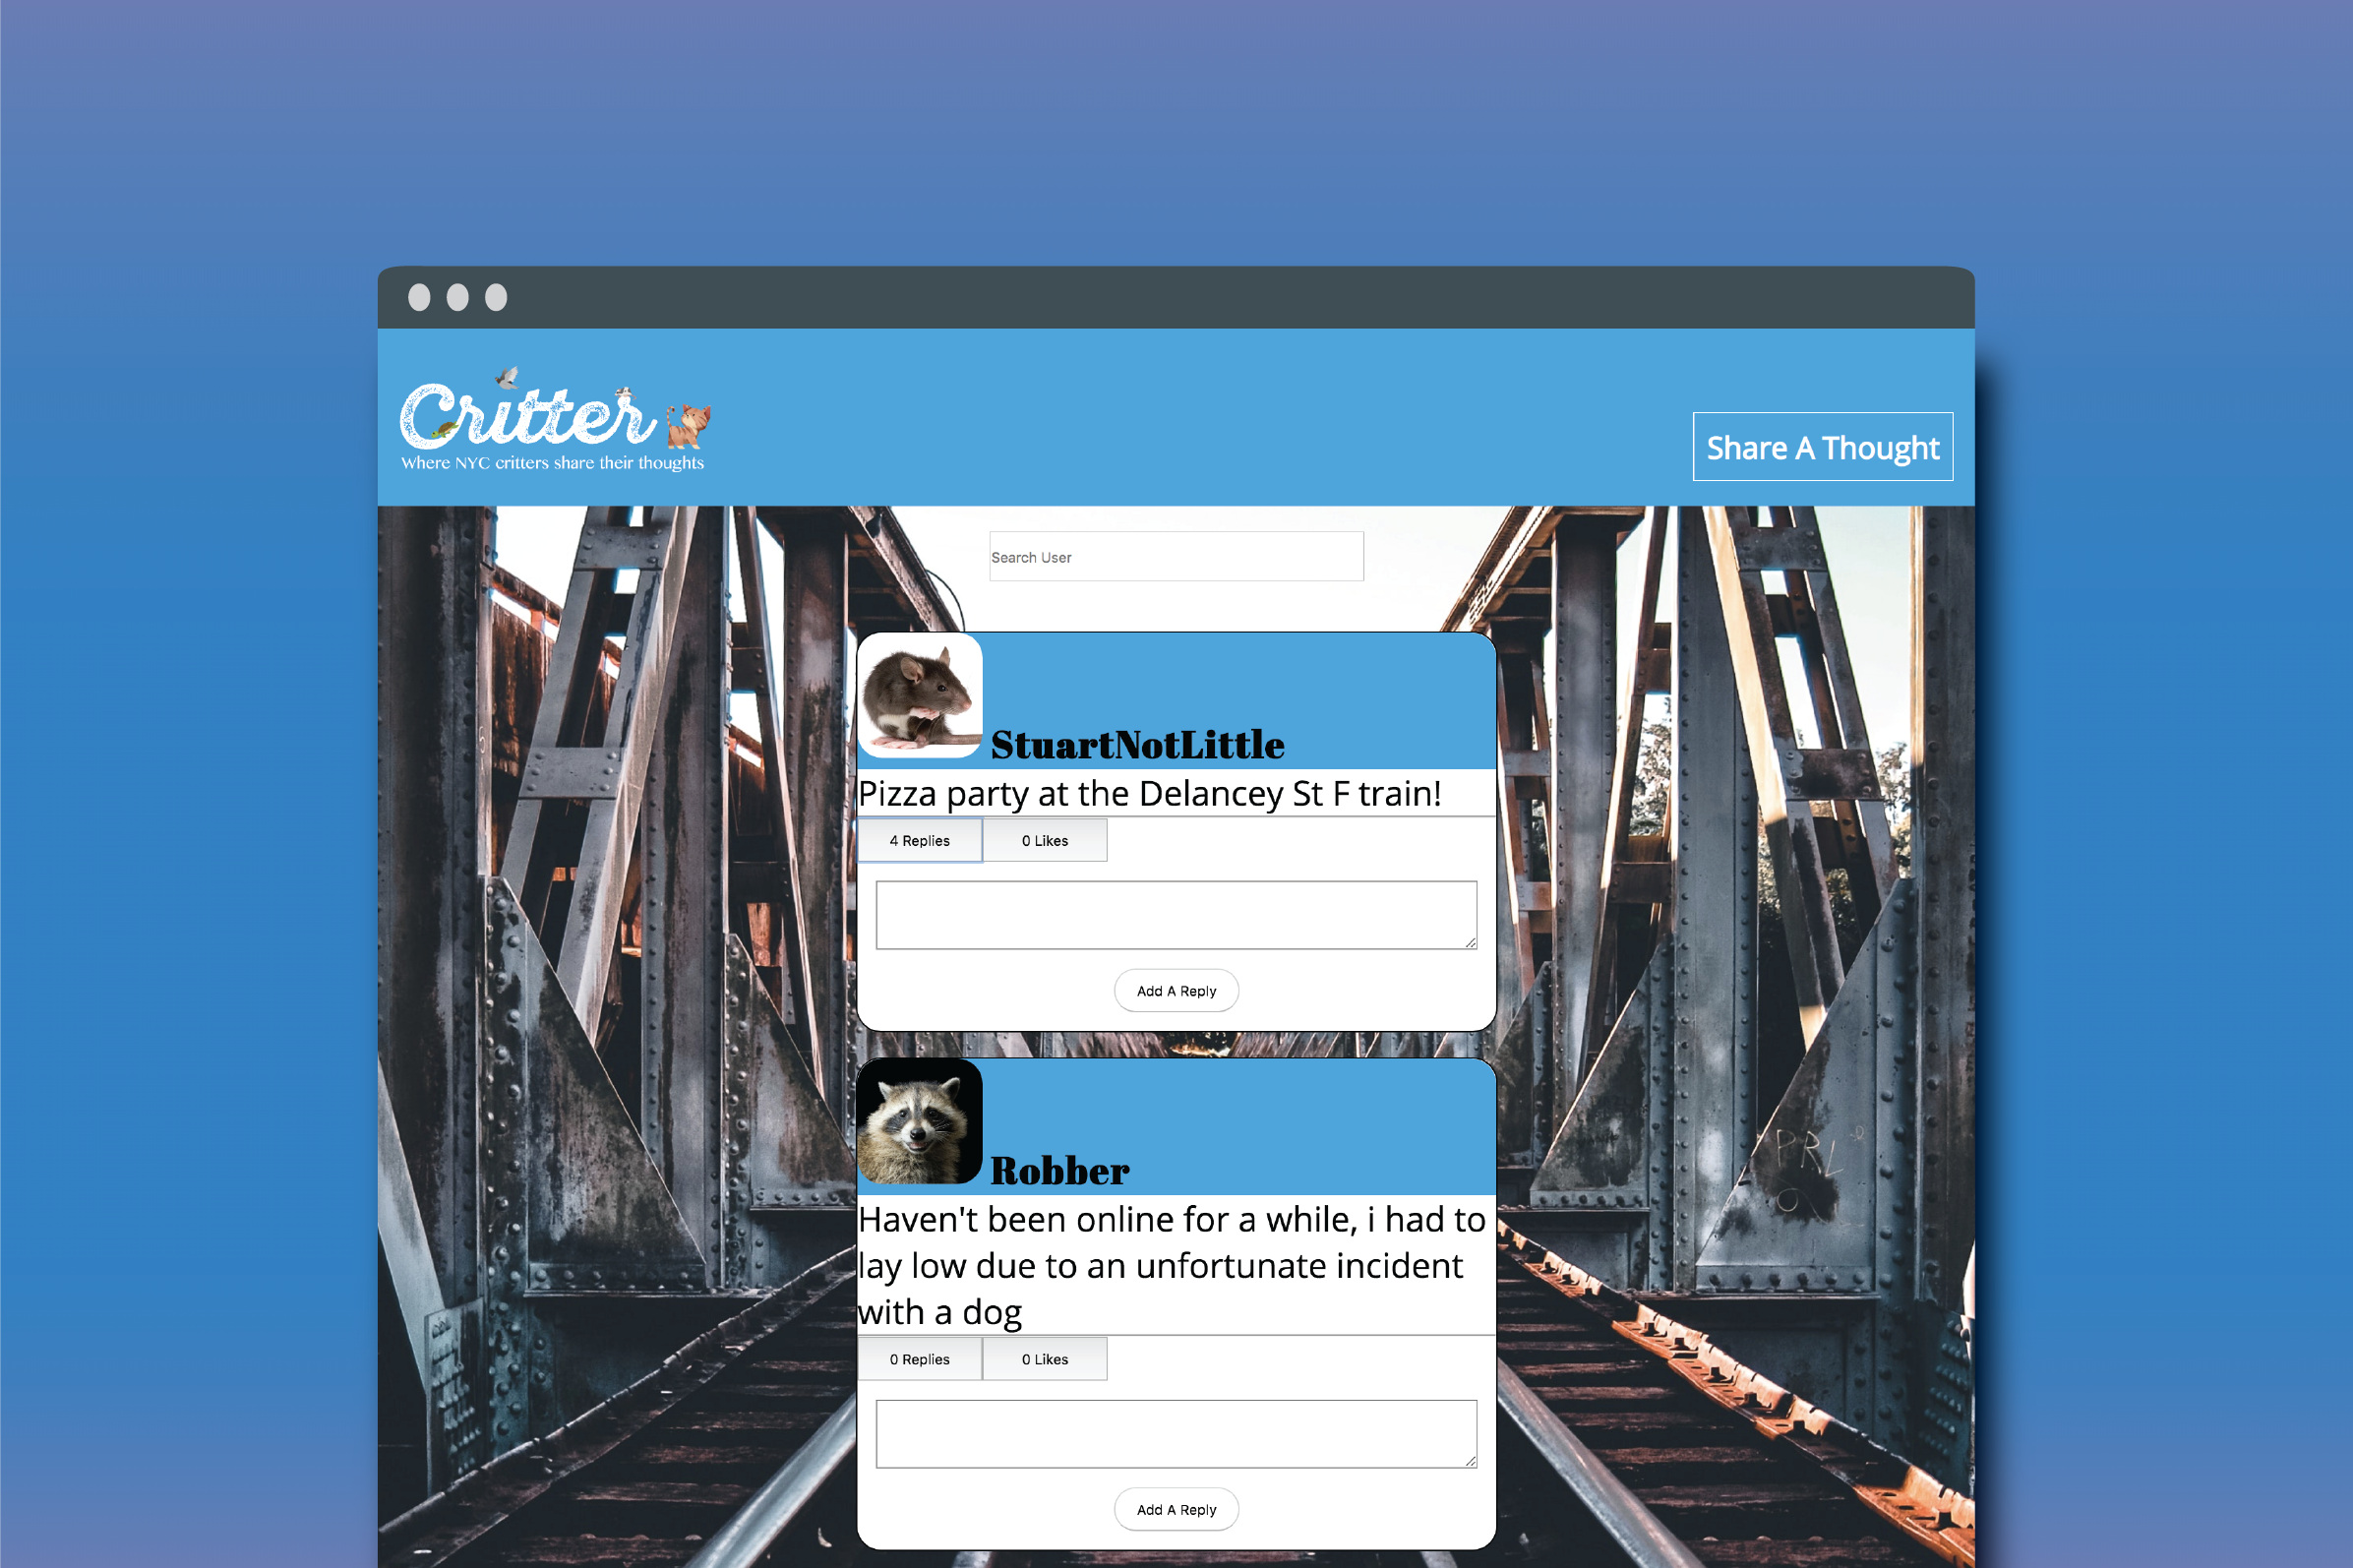 Critter
Where NYC critters share their thoughts
Share A Thought
Search User
StuartNotLittle
Pizza party at the Delancey St F train!
4 Replies
0 Likes
Add A Reply
Robber
Haven't been online for a while, i had to
lay low due to an unfortunate incident
with a dog
0 Replies
0 Likes
Add A Reply
PRL